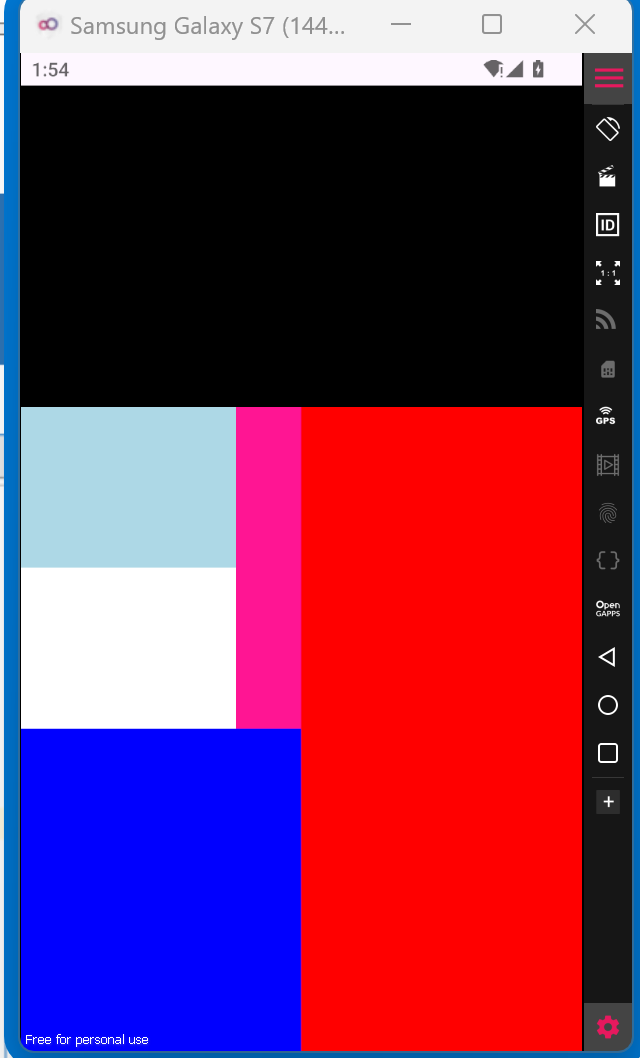 Samsung Galaxy S7 (144...
1:54
ID
1:1
GPS
Open
GAPPS
Free for personal use